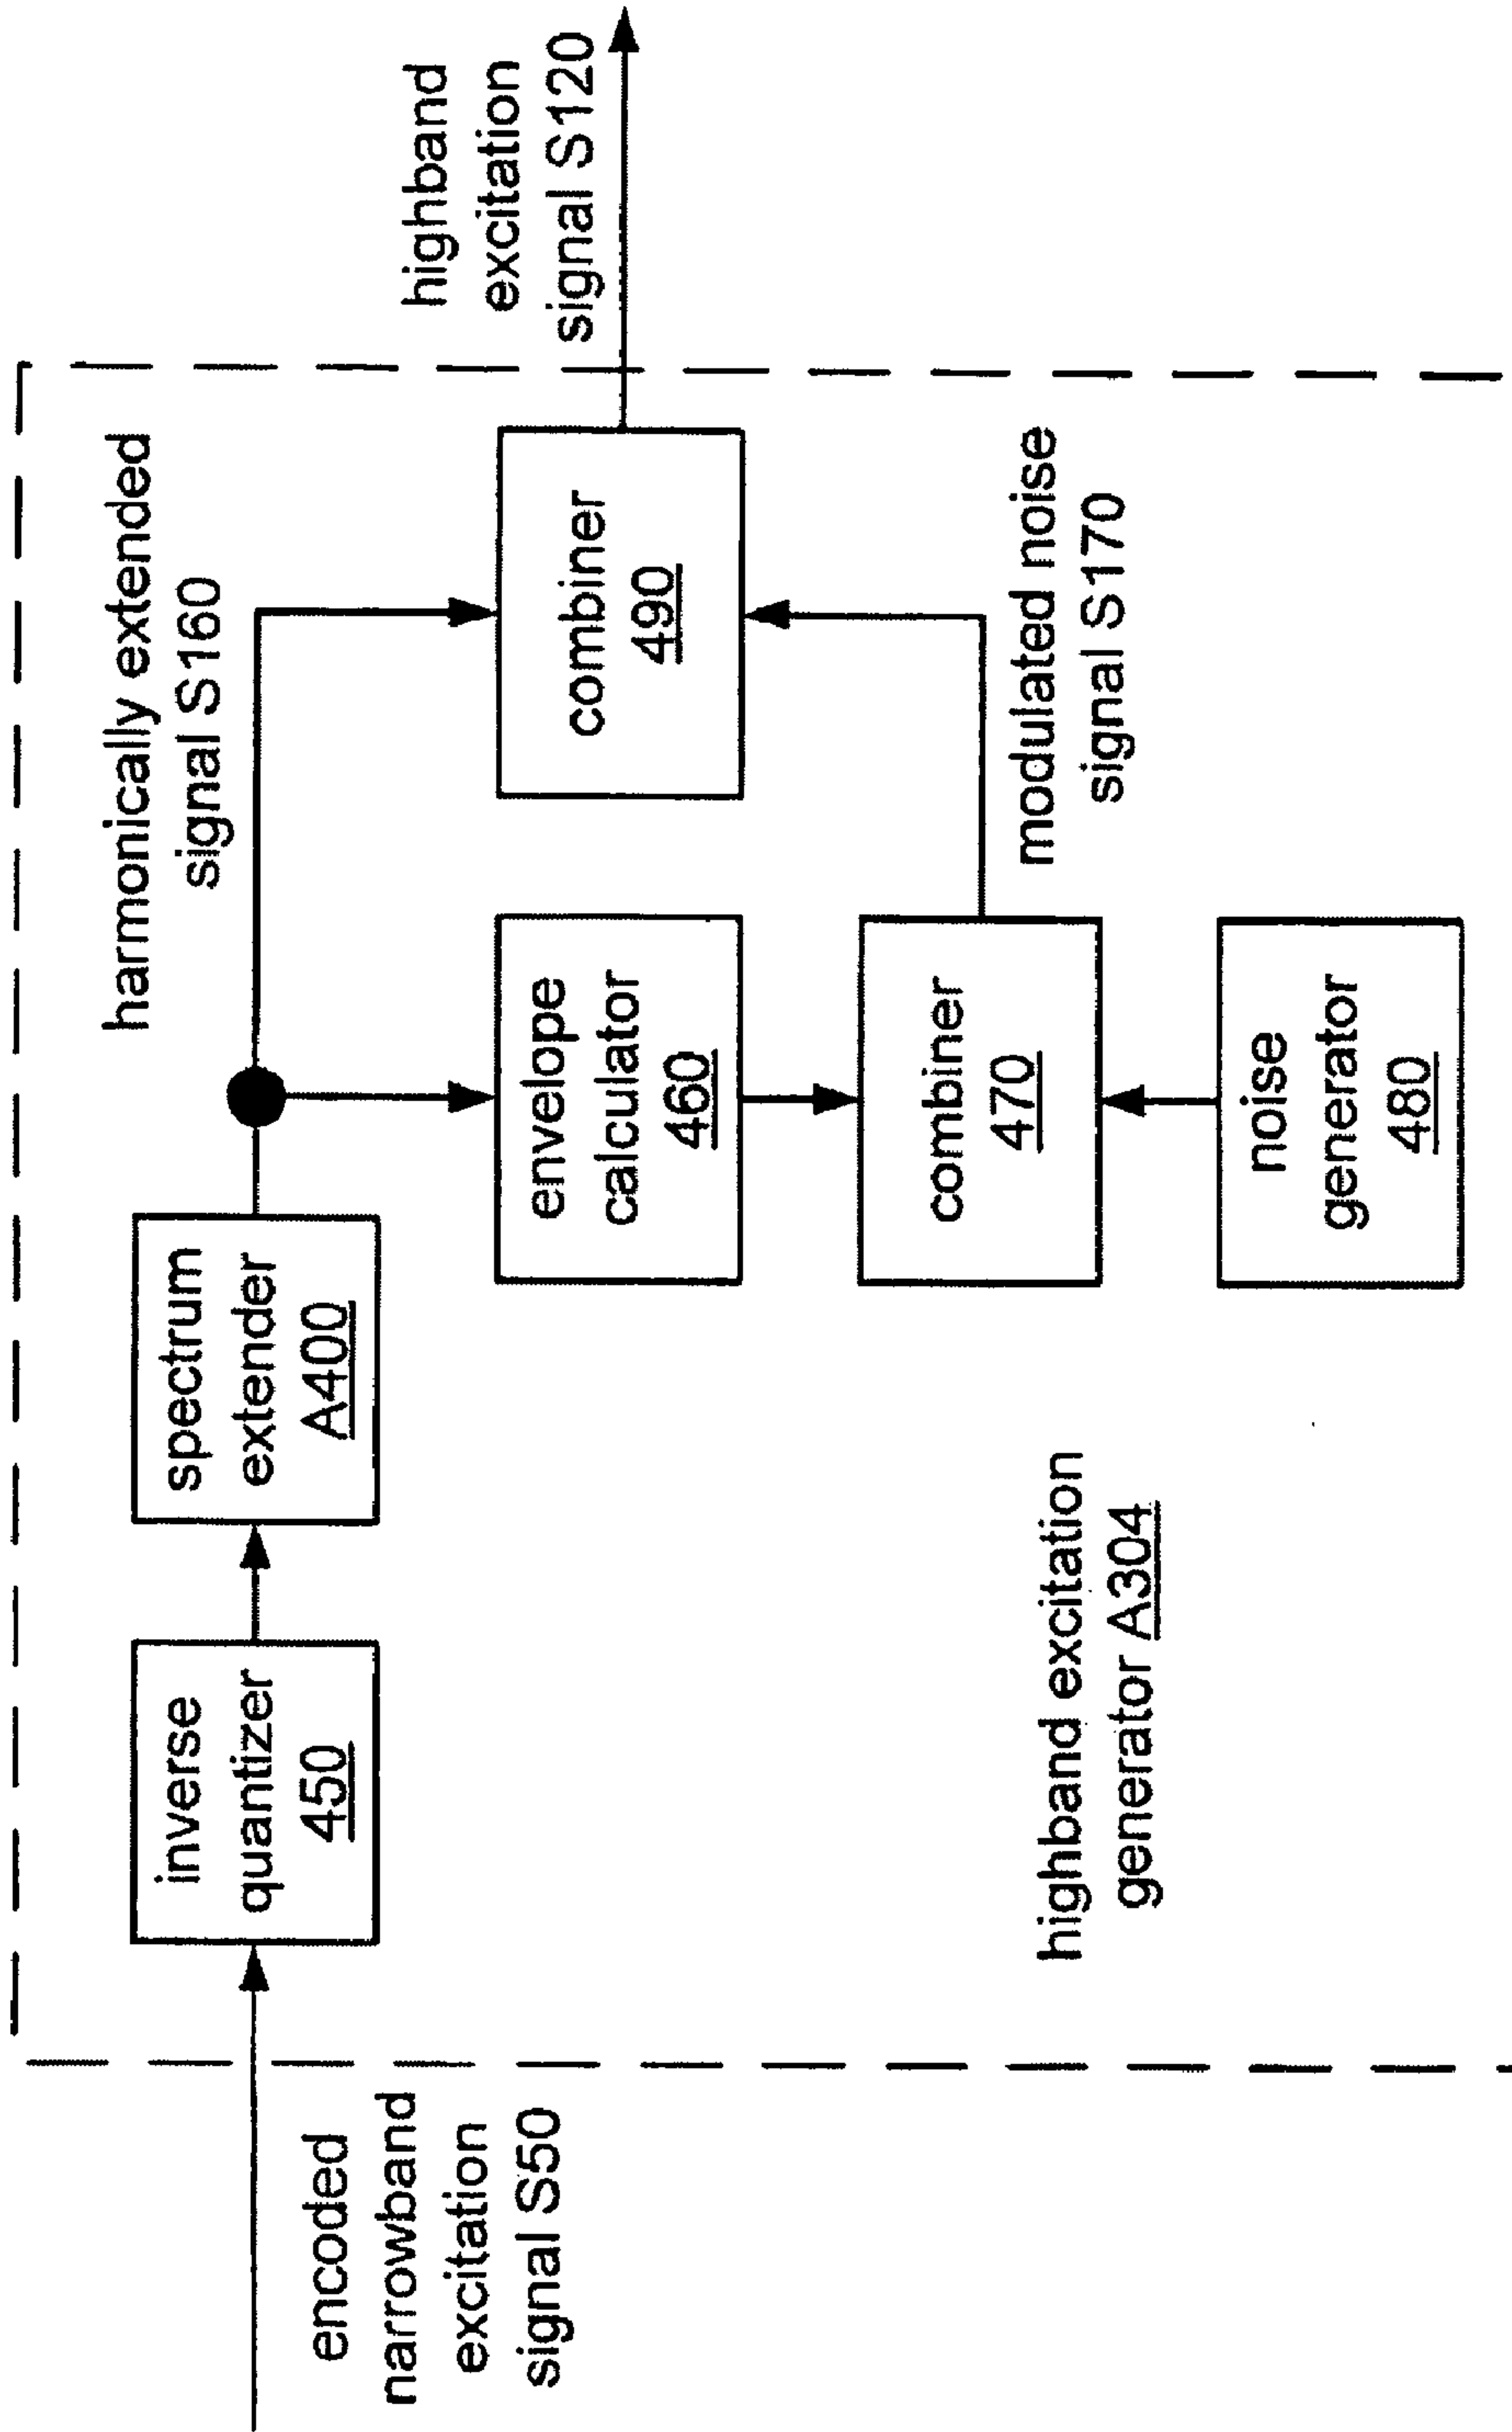 encoded
narrowband
excitation
signal S50
inverse
quantizer
450
spectrum
extender
A400
harmonically extended
signal S160
envelope
calculator
460
combiner
470
noise
generator
480
combiner
490
modulated noise
signal S170
highband
excitation
signal S120
highband excitation
generator A304